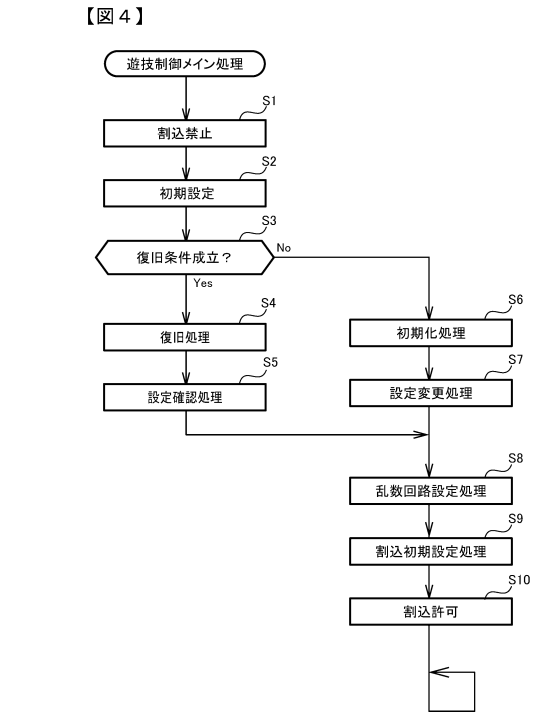 【図４】
遊技制御メイン処理
S1
割込禁止
S2
初期設定
S3
復旧条件成立？
No
Yes
S4
復旧処理
S5
設定確認処理
S6
初期化処理
S7
設定変更処理
S8
乱数回路設定処理
S9
割込初期設定処理
S10
割込許可